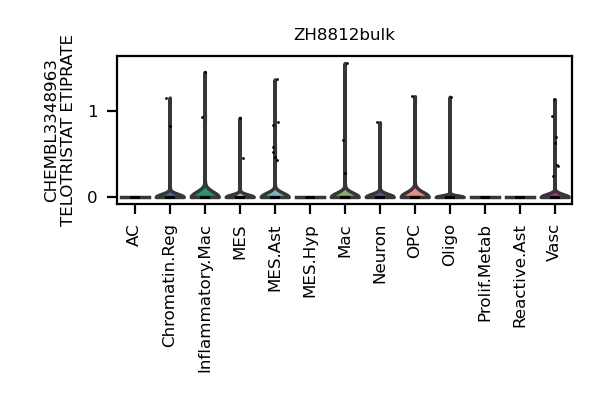 ZH8812bulk
CHEMBL3348963
TELOTRISTAT ETIPRATE
1
0
AC
Chromatin.Reg
Inflammatory.Mac
MES
MES.Ast
MES.Hyp
Mac
Neuron
OPC
Oligo
Prolif.Metab
Reactive.Ast
Vasc